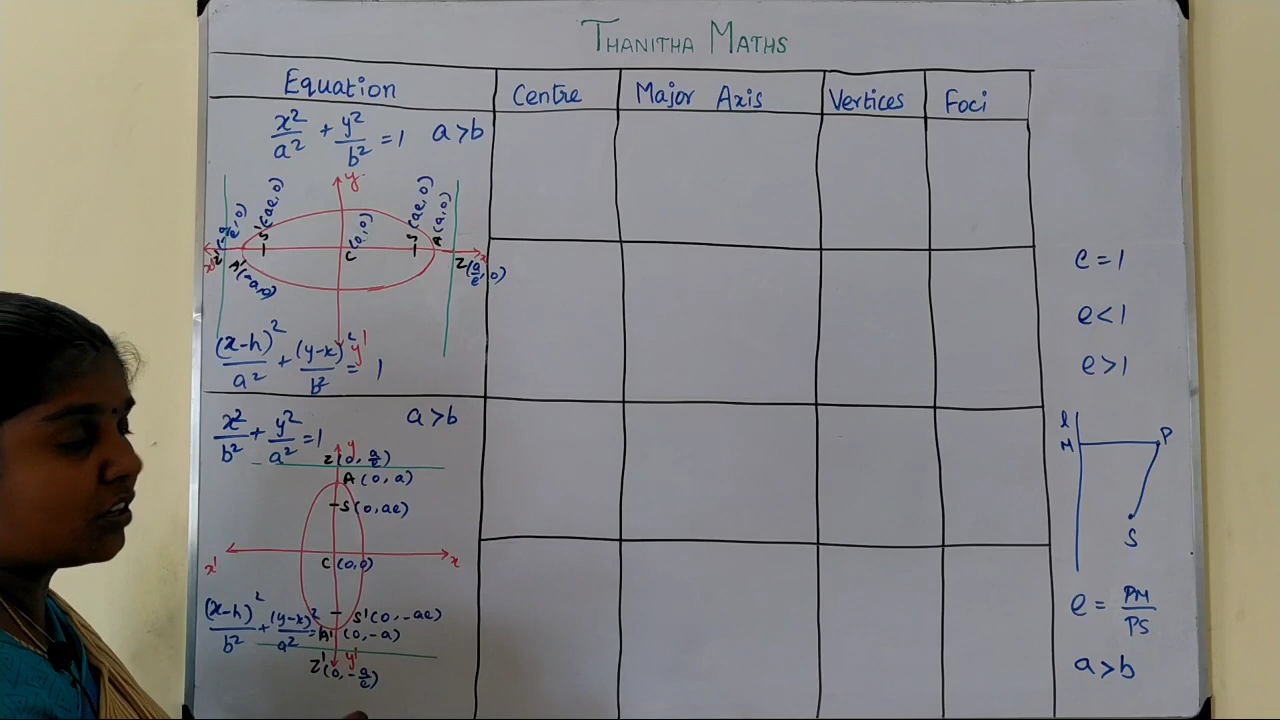 THANITHA MATHS
Equation Centre Major Axis Vertices Foci
x²/a² + y²/b² = 1 a>b
y
S'(-ae,0)
S(ae,0)
A(a,0)
C(0,0)
x' x
A'(-a,0)
Z(a/e,0)
y'
(x-h)²/a² + (y-k)²/b² = 1
x²/b² + y²/a² = 1 a>b
y
Z(0,a/e)
A(0,a)
S(0,ae)
x' x
C(0,0)
S'(0,-ae)
(x-h)²/b² + (y-k)²/a² = 1
A'(0,-a)
y'
Z'(0,-a/e)
e=1
e<1
e>1
l
M P
S
e = PM/PS
a>b